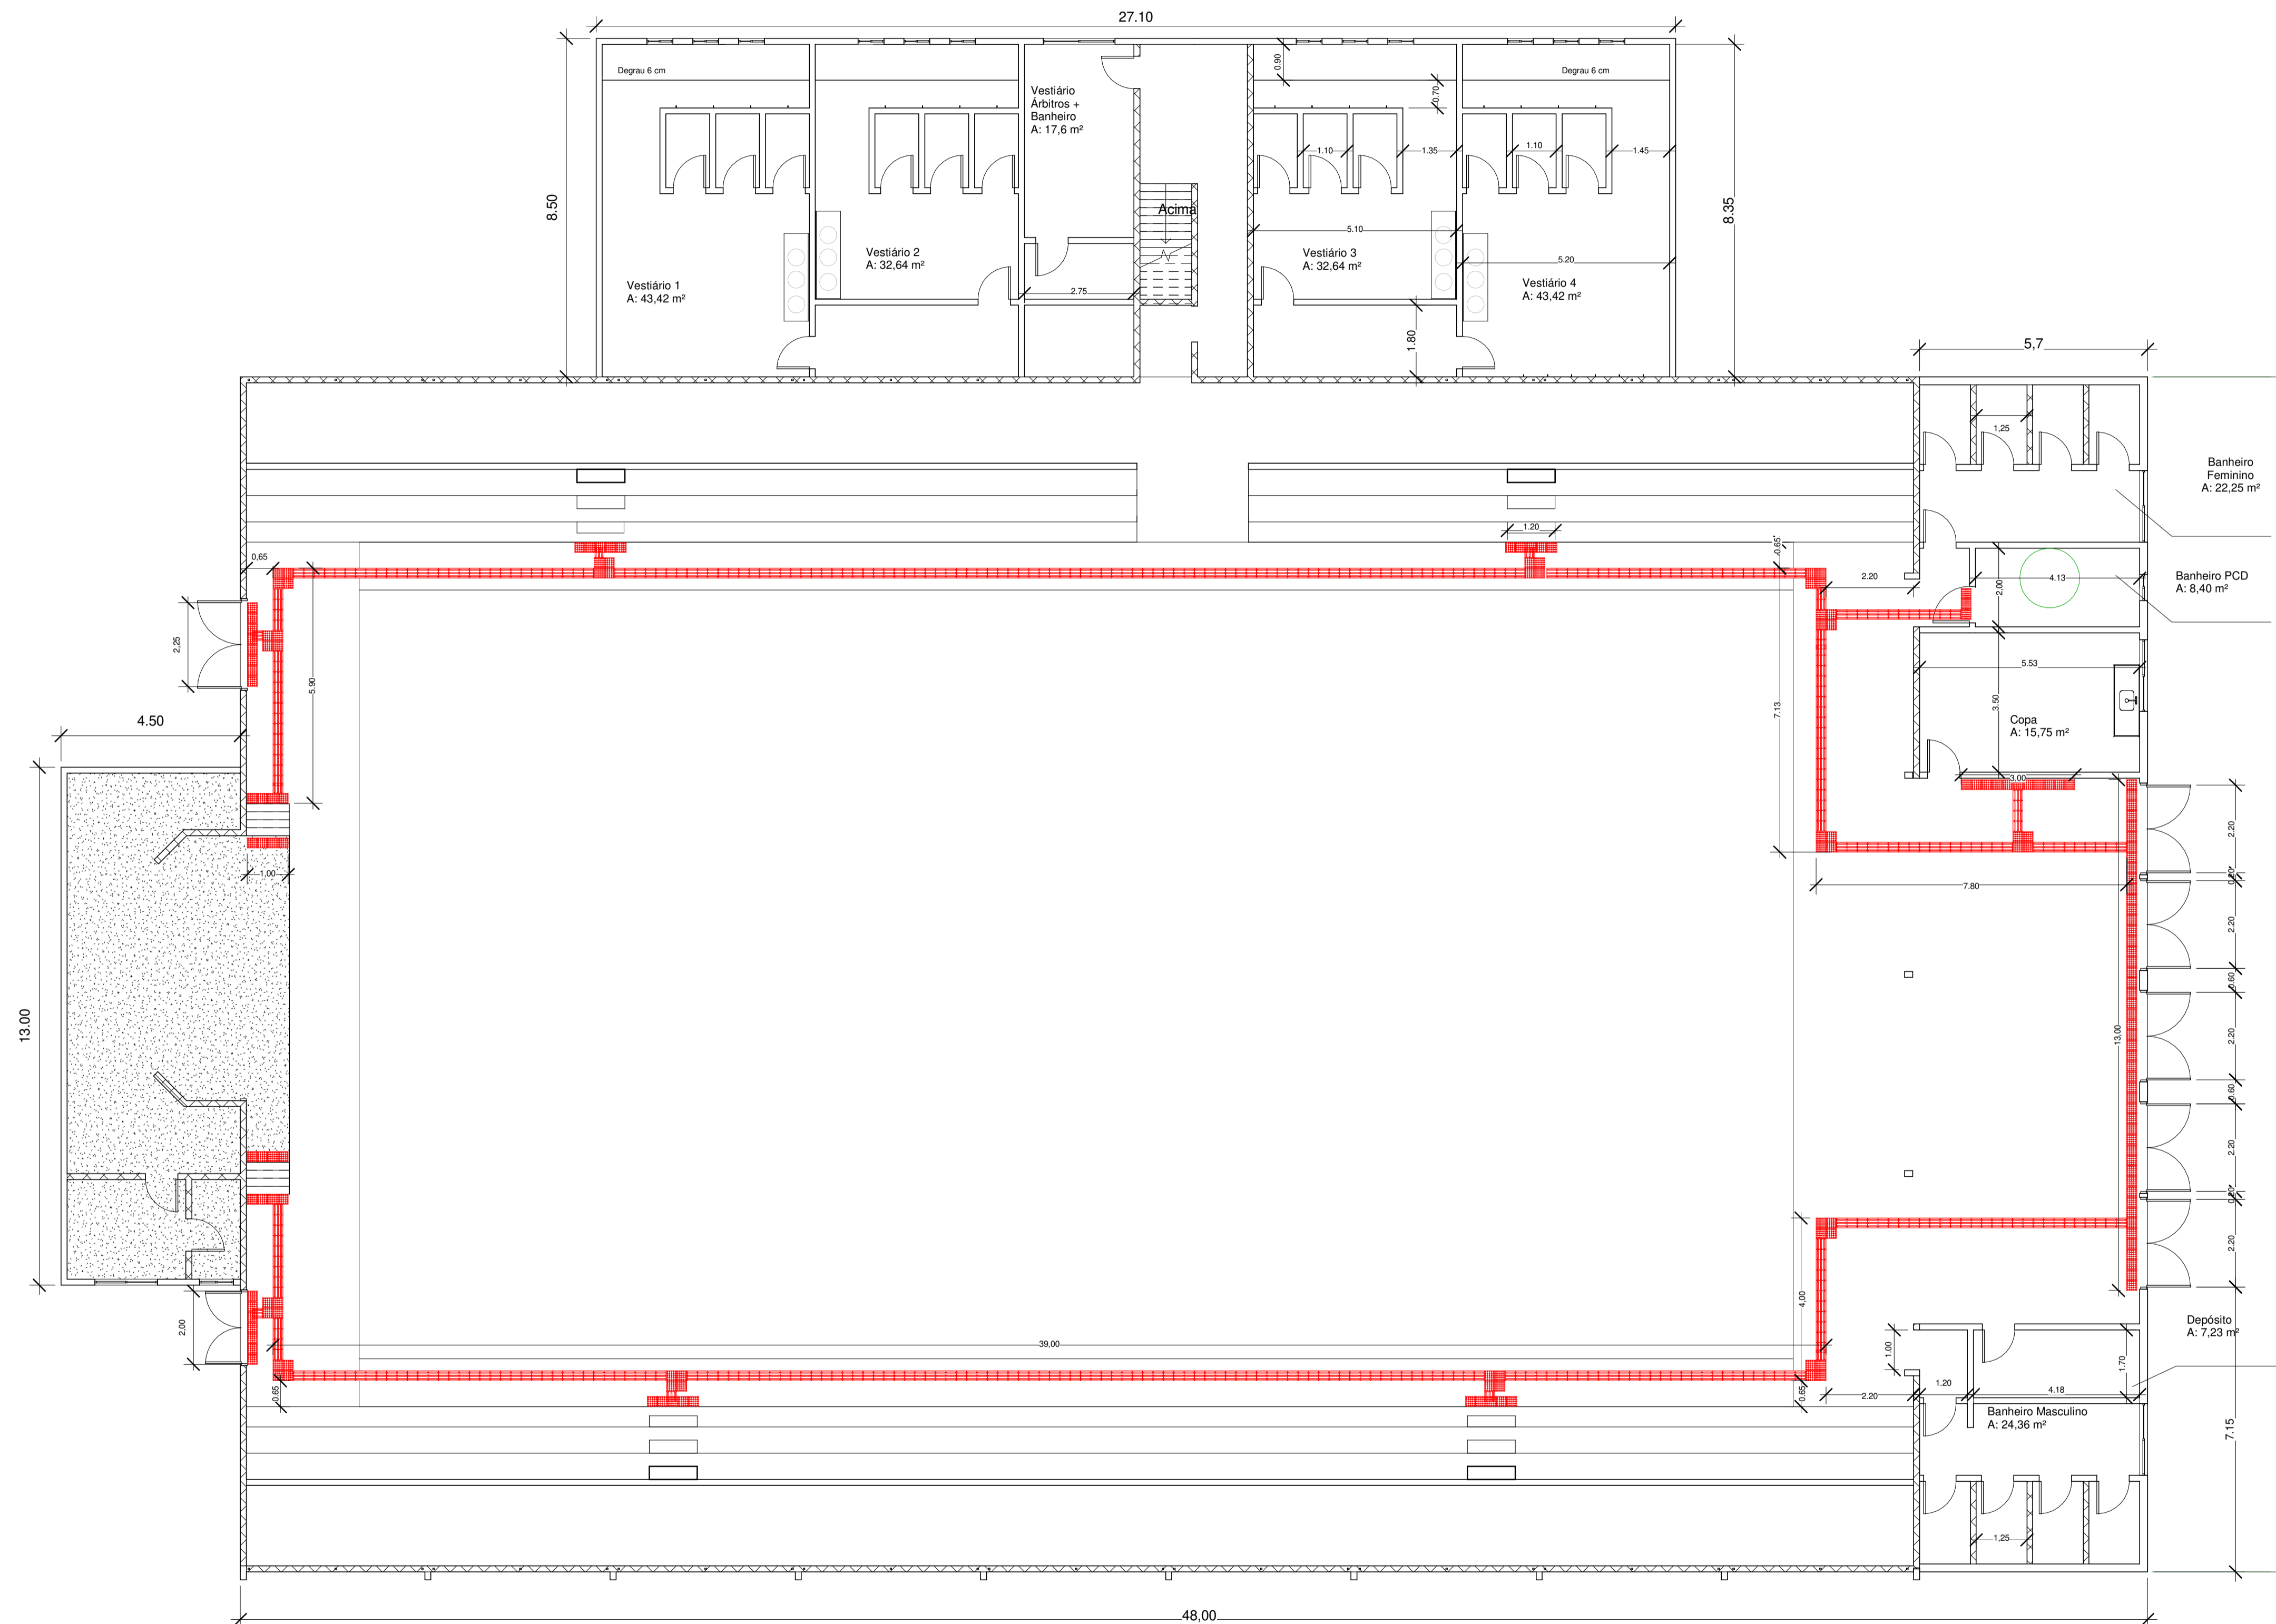 27.10
8.50
8.35
Degrau 6 cm
0.90
0.70
Degrau 6 cm
Vestiário
Árbitros +
Banheiro
A: 17,6 m²
1.10
1.35
1.10
1.45
Acima
5.10
Vestiário 2
A: 32,64 m²
Vestiário 3
A: 32,64 m²
5.20
Vestiário 1
A: 43,42 m²
2.75
Vestiário 4
A: 43,42 m²
1.80
5,7
1,25
Banheiro
Feminino
A: 22,25 m²
1.20
0.65
0.65
2.20
2,00
4.13
Banheiro PCD
A: 8,40 m²
2,25
5.90
4.50
7.13
5.53
3.50
Copa
A: 15,75 m²
3.00
2.20
1,00
0.20
7.80
2.20
13.00
0.60
13,00
2.20
0.60
2.20
0.20
2.20
4,00
2,00
39,00
Depósito
A: 7,23 m²
1.00
1.70
0.65
0.65
2.20
1.20
4.18
Banheiro Masculino
A: 24,36 m²
7.15
1,25
48,00